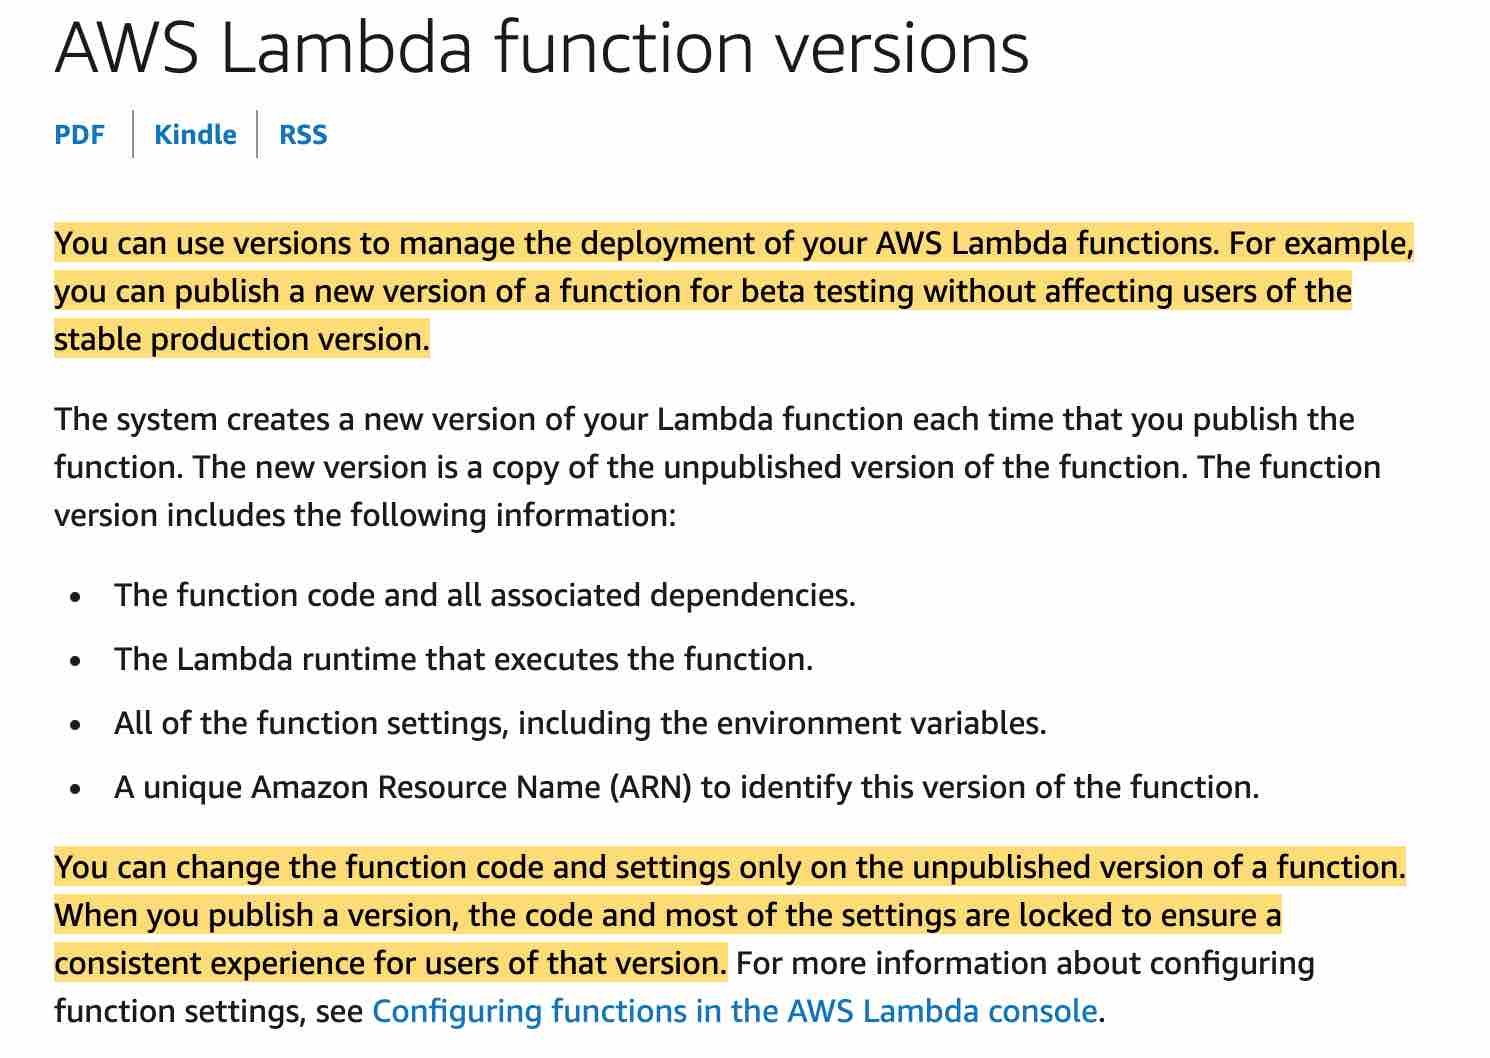 AWS Lambda function versions
PDF | Kindle | RSS
You can use versions to manage the deployment of your AWS Lambda functions. For example,
you can publish a new version of a function for beta testing without affecting users of the
stable production version.
The system creates a new version of your Lambda function each time that you publish the
function. The new version is a copy of the unpublished version of the function. The function
version includes the following information:
• The function code and all associated dependencies.
• The Lambda runtime that executes the function.
• All of the function settings, including the environment variables.
• A unique Amazon Resource Name (ARN) to identify this version of the function.
You can change the function code and settings only on the unpublished version of a function.
When you publish a version, the code and most of the settings are locked to ensure a
consistent experience for users of that version. For more information about configuring
function settings, see Configuring functions in the AWS Lambda console.